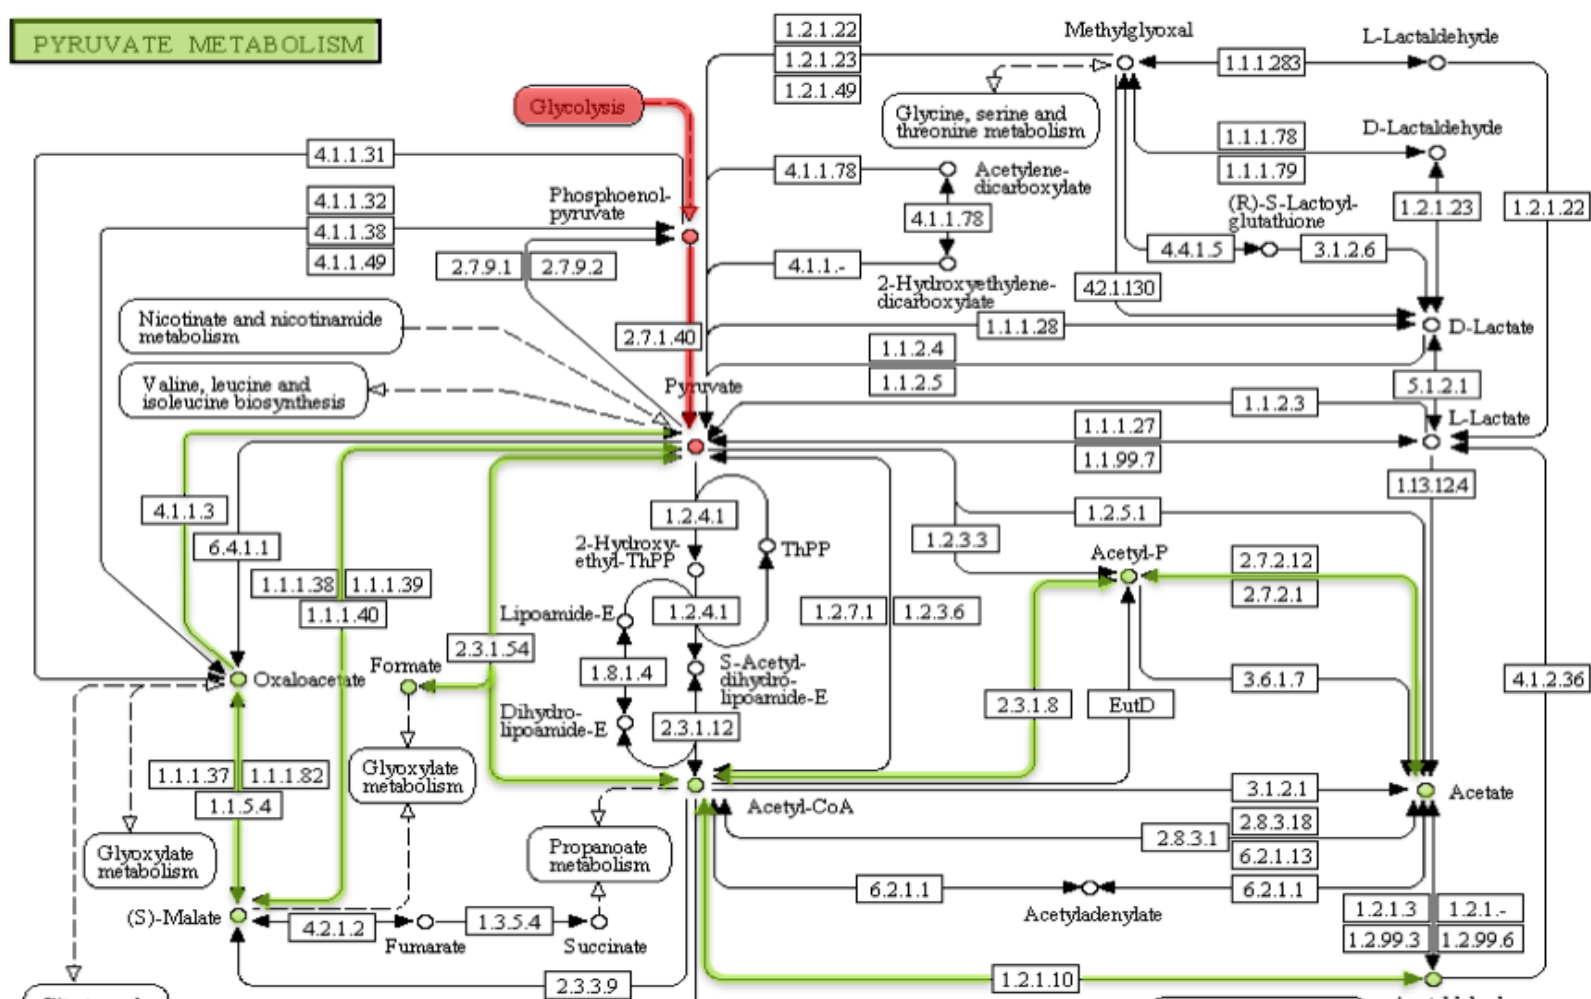 PYRUVATE METABOLISM
1.2.1.22
1.2.1.23
1.2.1.49
Methylglyoxal
L-Lactaldehyde
1.1.1.283
Glycolysis
Glycine, serine and
threonine metabolism
D-Lactaldehyde
1.1.1.78
1.1.1.79
4.1.1.31
4.1.1.32
4.1.1.38
4.1.1.49
Phosphoenol-
pyruvate
4.1.1.78
Acetylene-
dicarboxylate
4.1.1.78
(R)-S-Lactoyl-
glutathione
1.2.1.23
1.2.1.22
4.4.1.5
3.1.2.6
2.7.9.1
2.7.9.2
4.1.1.-
2-Hydroxyethylene-
dicarboxylate
4.2.1.130
Nicotinate and nicotinamide
metabolism
2.7.1.40
1.1.1.28
D-Lactate
1.1.2.4
1.1.2.5
Valine, leucine and
isoleucine biosynthesis
Pyruvate
5.1.2.1
1.1.2.3
L-Lactate
1.1.1.27
1.1.99.7
1.13.12.4
4.1.1.3
6.4.1.1
1.2.4.1
1.2.5.1
1.2.3.3
2-Hydroxy-
ethyl-ThPP
ThPP
Acetyl-P
2.7.2.12
2.7.2.1
1.1.1.38
1.1.1.39
1.1.1.40
Lipoamide-E
1.2.4.1
1.2.7.1
1.2.3.6
2.3.1.54
Formate
Oxaloacetate
1.8.1.4
S-Acetyl-
dihydro-
lipoamide-E
3.6.1.7
4.1.2.36
2.3.1.8
EutD
Dihydro-
lipoamide-E
2.3.1.12
1.1.1.37
1.1.1.82
1.1.5.4
Glyoxylate
metabolism
Acetyl-CoA
3.1.2.1
Acetate
2.8.3.1
2.8.3.18
6.2.1.13
Glyoxylate
metabolism
Propanoate
metabolism
6.2.1.1
6.2.1.1
Acetyladenylate
(S)-Malate
4.2.1.2
Fumarate
1.3.5.4
Succinate
1.2.1.3
1.2.1.-
1.2.99.3
1.2.99.6
2.3.3.9
1.2.1.10